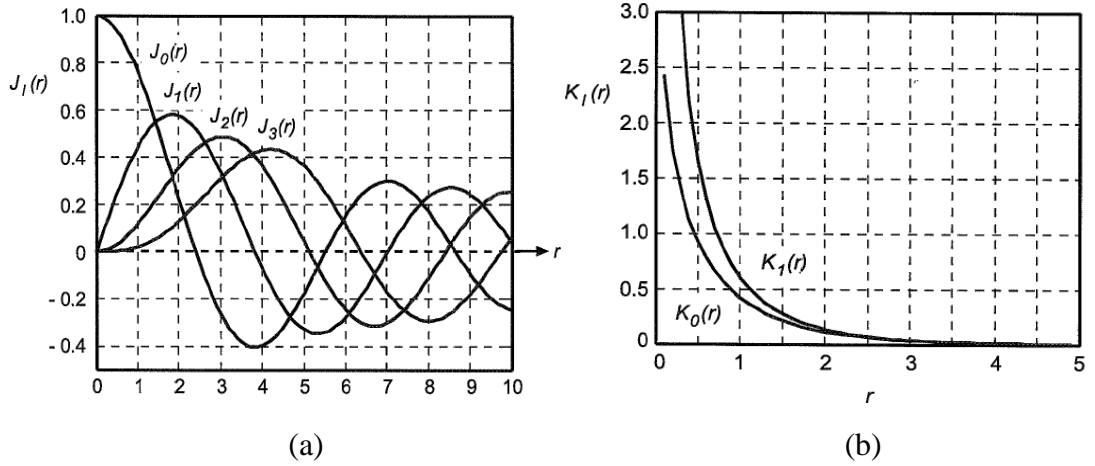 1.0
0.8
0.6
0.4
0.2
0
- 0.2
- 0.4
J_l(r)
J_0(r)
J_1(r)
J_2(r)
J_3(r)
r
0 1 2 3 4 5 6 7 8 9 10
(a)
3.0
2.5
2.0
1.5
1.0
0.5
0
K_l(r)
K_1(r)
K_0(r)
0 1 2 3 4 5
r
(b)